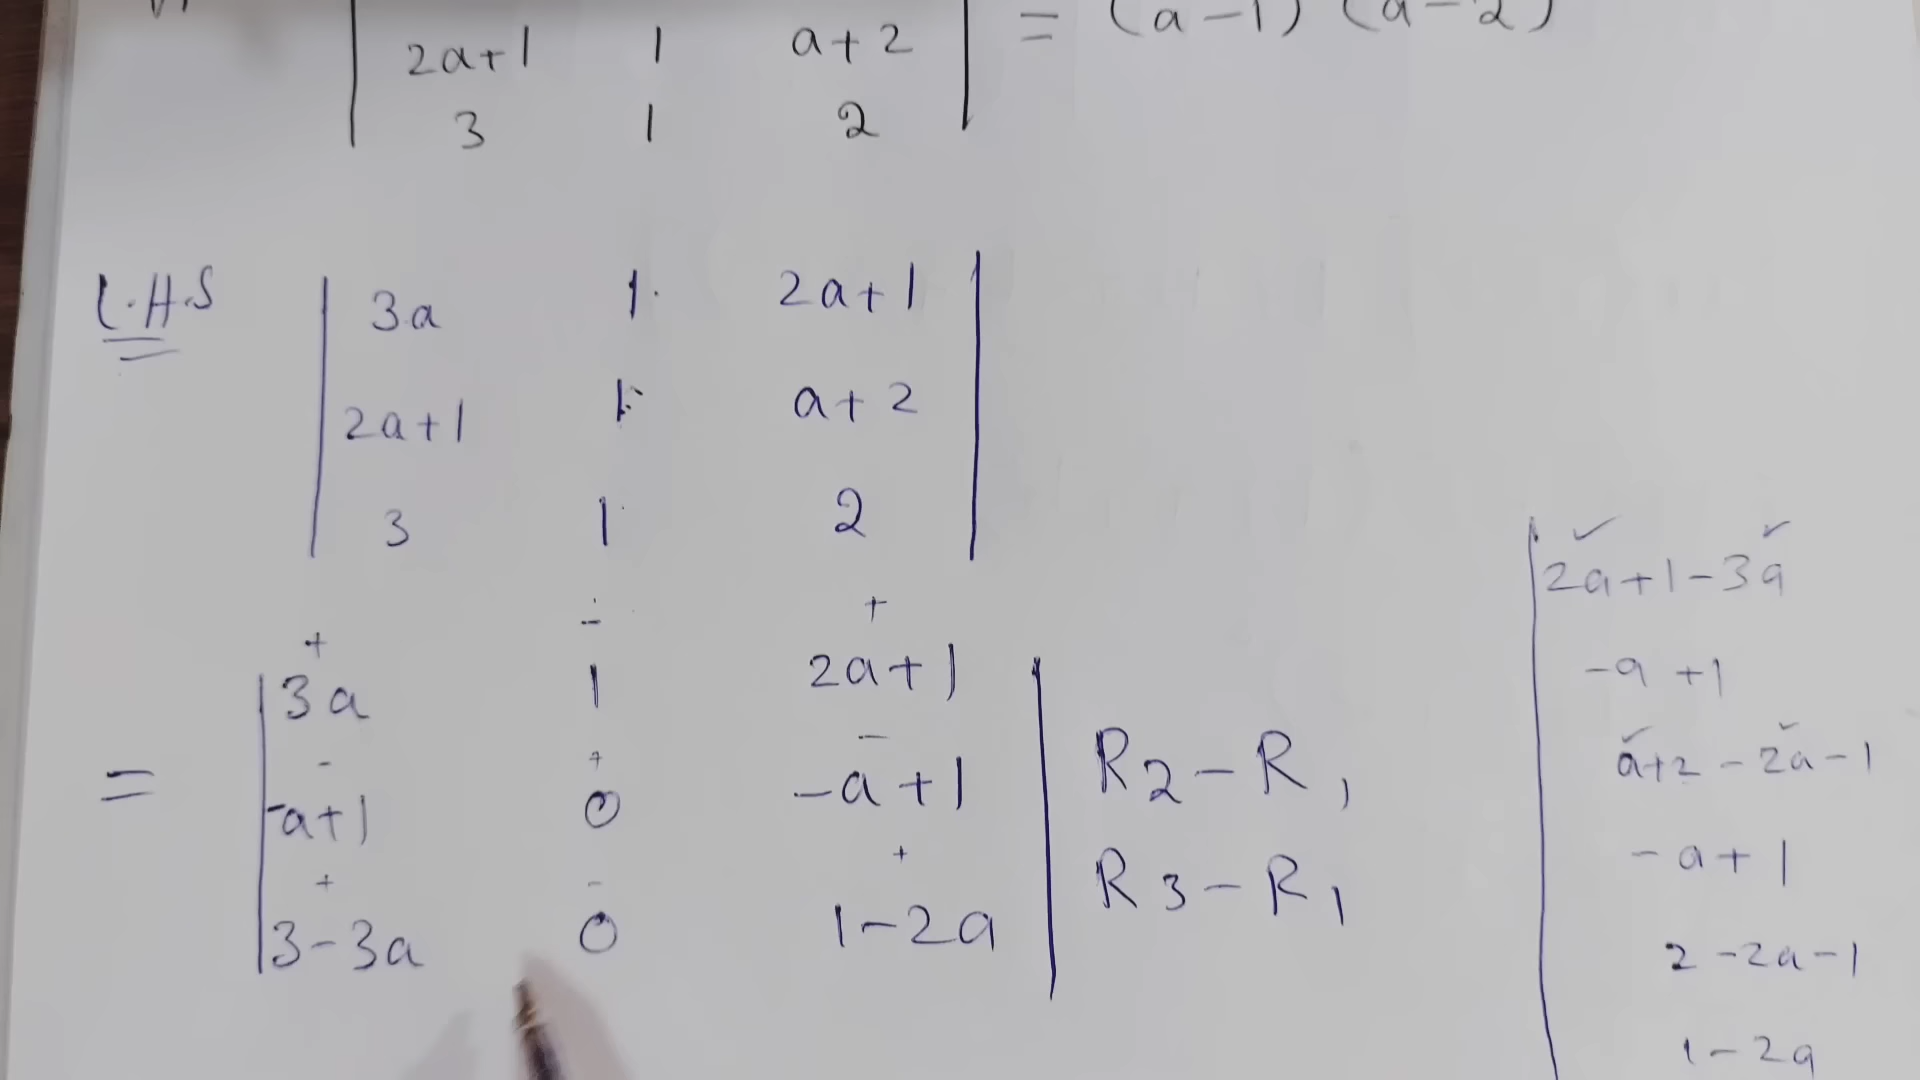 2a+1 1 a+2 = (a-1) (a-2)
3 1 2
L.H.S 3a 1 2a+1
2a+1 1 a+2
3 1 2
+ - +
3a 1 2a+1
- + -
= -a+1 0 -a+1 R2-R1
+ - +
3-3a 0 1-2a R3-R1
2a+1-3a
-a +1
a+2-2a-1
-a+1
2-2a-1
1-2a